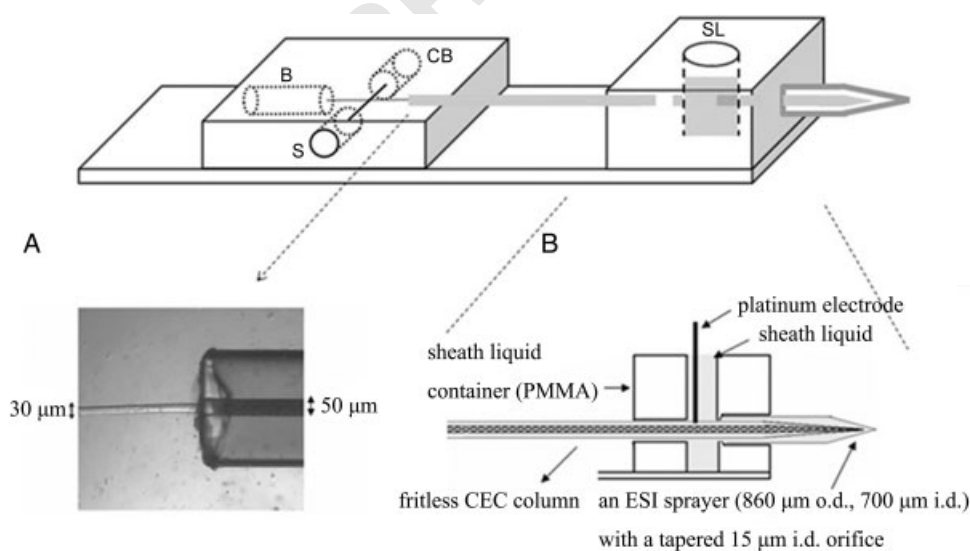 SL
CB
B
S
A
B
platinum electrode
sheath liquid
sheath liquid
container (PMMA)
30 μm
50 μm
fritless CEC column
an ESI sprayer (860 μm o.d., 700 μm i.d.)
with a tapered 15 μm i.d. orifice